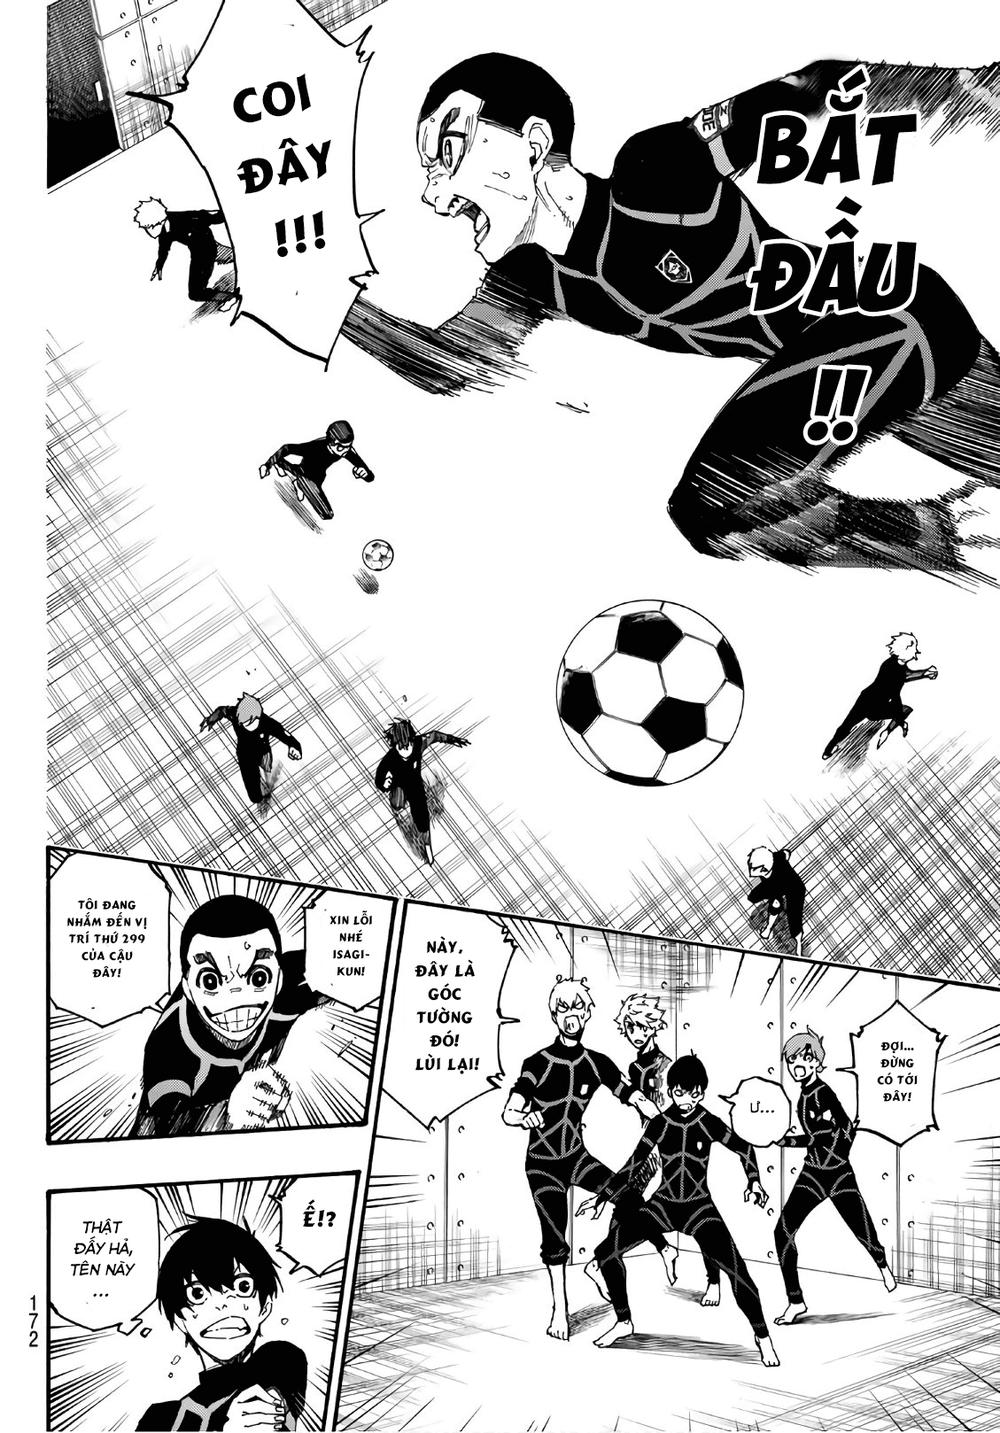 BẮT
ĐẦU
!!
COI
ĐÂY
!!!
ĐỢI...
ĐỪNG
CÓ TỚI
ĐÂY!
Ư...
NÀY,
ĐÂY LÀ
GÓC
TƯỜNG
ĐÓ!
LÙI LẠI!
XIN LỖI
NHÉ
ISAGI-
KUN!
TÔI ĐANG
NHẮM ĐẾN VỊ
TRÍ THỨ 299
CỦA CẬU
ĐÂY!
Ế!?
THẬT
ĐẤY HẢ,
TÊN NÀY
...
172